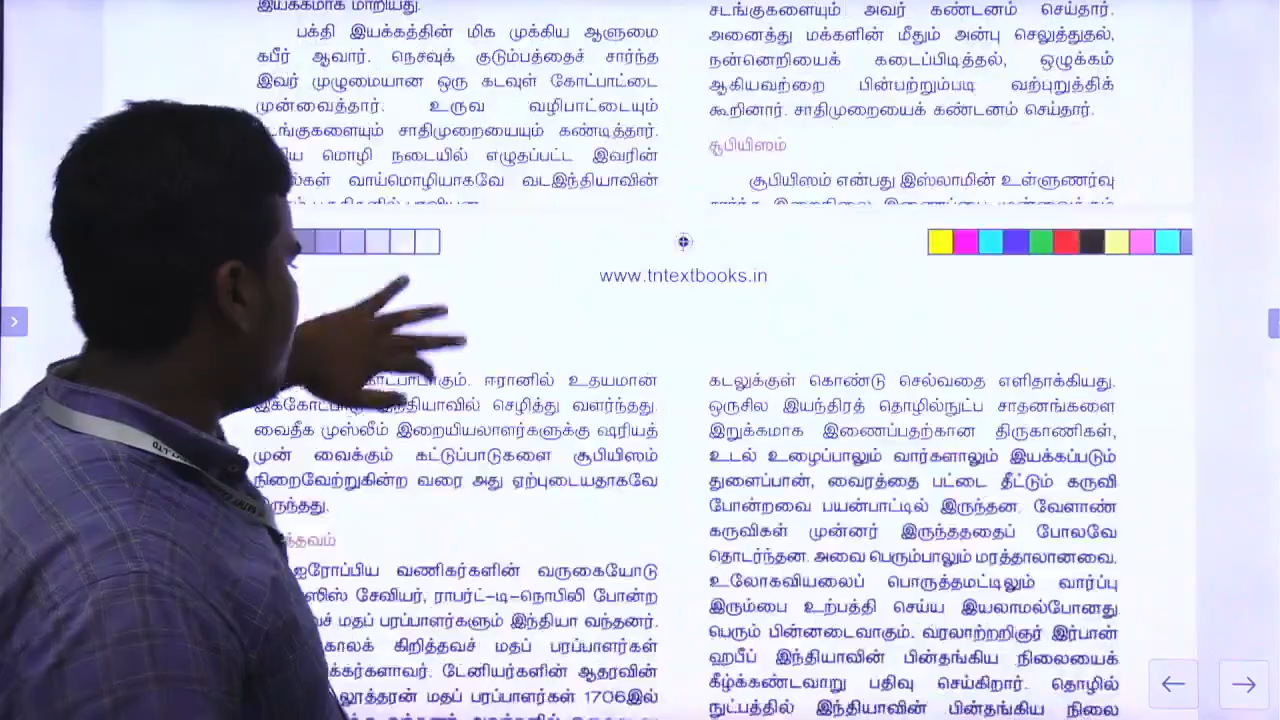 இயக்கமாக மாறியது.
பக்தி இயக்கத்தின் மிக முக்கிய ஆளுமை
கபீர் ஆவார். நெசவுக் குடும்பத்தைச் சார்ந்த
இவர் முழுமையான ஒரு கடவுள் கோட்பாட்டை
முன்வைத்தார். உருவ வழிபாட்டையும்
சாதிமுறையையும் கண்டித்தார்.
மொழி நடையில் எழுதப்பட்ட இவரின்
வாய்மொழியாகவே வடஇந்தியாவின்
சடங்குகளையும் அவர் கண்டனம் செய்தார்.
அனைத்து மக்களின் மீதும் அன்பு செலுத்துதல்,
நன்னெறியைக் கடைப்பிடித்தல், ஒழுக்கம்
ஆகியவற்றை பின்பற்றும்படி வற்புறுத்திக்
கூறினார். சாதிமுறையைக் கண்டனம் செய்தார்.
சூபியிஸம்
சூபியிஸம் என்பது இஸ்லாமின் உள்ளுணர்வு
www.tntextbooks.in
ஈரானில் உதயமான
இந்தியாவில் செழித்து வளர்ந்தது.
வைதீக முஸ்லீம் இறையியலாளர்களுக்கு ஷரியத்
முன் வைக்கும் கட்டுப்பாடுகளை சூபியிஸம்
நிறைவேற்றுகின்ற வரை அது ஏற்புடையதாகவே
இருந்தது.
ஐரோப்பிய வணிகர்களின் வருகையோடு
சேவியர், ராபர்ட்-டி-நொபிலி போன்ற
மதப் பரப்பாளர்களும் இந்தியா வந்தனர்.
கிறித்தவச் மதப் பரப்பாளர்கள்
டேனியர்களின் ஆதரவின்
மதப் பரப்பாளர்கள் 1706இல்
கடலுக்குள் கொண்டு செல்வதை எளிதாக்கியது.
ஒருசில இயந்திரத் தொழில்நுட்ப சாதனங்களை
இறுக்கமாக இணைப்பதற்கான திருகாணிகள்,
உடல் உழைப்பாலும் வார்களாலும் இயக்கப்படும்
துளைப்பான், வைரத்தை பட்டை தீட்டும் கருவி
போன்றவை பயன்பாட்டில் இருந்தன. வேளாண்
கருவிகள் முன்னர் இருந்தததைப் போலவே
தொடர்ந்தன. அவை பெரும்பாலும் மரத்தாலானவை.
உலோகவியலைப் பொருத்தமட்டிலும் வார்ப்பு
இரும்பை உற்பத்தி செய்ய இயலாமல்போனது
பெரும் பின்னடைவாகும். வரலாற்றறிஞர் இர்பான்
ஹபீப் இந்தியாவின் பின்தங்கிய நிலையைக்
கீழ்க்கண்டவாறு பதிவு செய்கிறார். தொழில்
நுட்பத்தில் இந்தியாவின் பின்தங்கிய நிலை